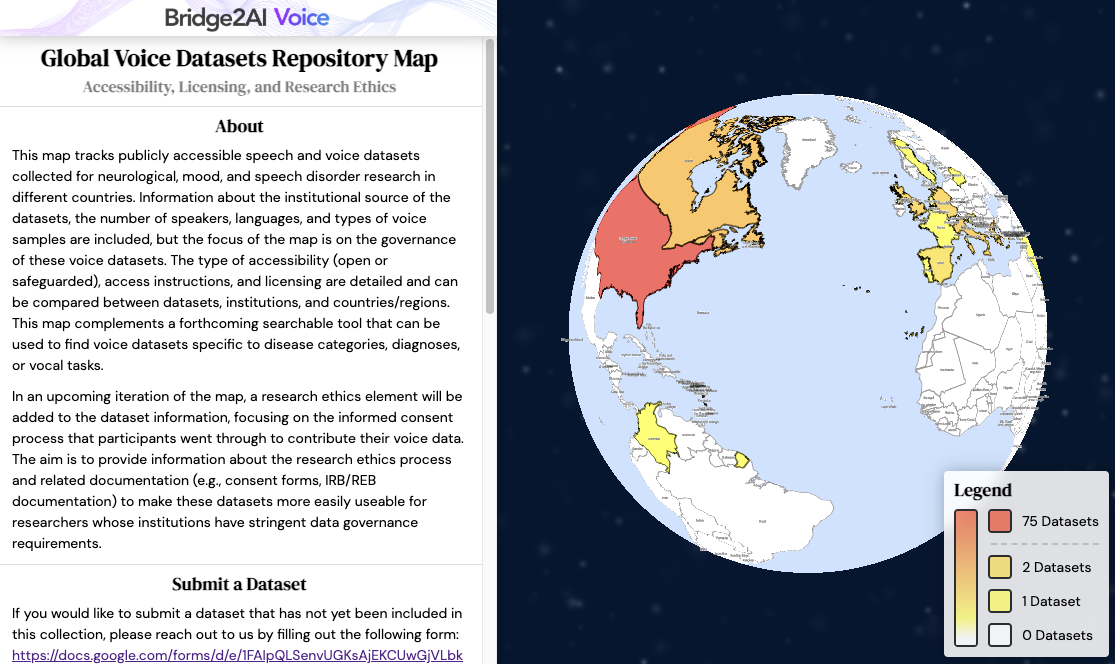 Bridge2AI Voice
Global Voice Datasets Repository Map
Accessibility, Licensing, and Research Ethics
About
This map tracks publicly accessible speech and voice datasets
collected for neurological, mood, and speech disorder research in
different countries. Information about the institutional source of the
datasets, the number of speakers, languages, and types of voice
samples are included, but the focus of the map is on the governance
of these voice datasets. The type of accessibility (open or
safeguarded), access instructions, and licensing are detailed and can
be compared between datasets, institutions, and countries/regions.
This map complements a forthcoming searchable tool that can be
used to find voice datasets specific to disease categories, diagnoses,
or vocal tasks.
In an upcoming iteration of the map, a research ethics element will be
added to the dataset information, focusing on the informed consent
process that participants went through to contribute their voice data.
The aim is to provide information about the research ethics process
and related documentation (e.g., consent forms, IRB/REB
documentation) to make these datasets more easily useable for
researchers whose institutions have stringent data governance
requirements.
Submit a Dataset
If you would like to submit a dataset that has not yet been included in
this collection, please reach out to us by filling out the following form:
https://docs.google.com/forms/d/e/1FAIpQLSenvUGKsAjEKCUwGjVLbk
Legend
75 Datasets
2 Datasets
1 Dataset
0 Datasets